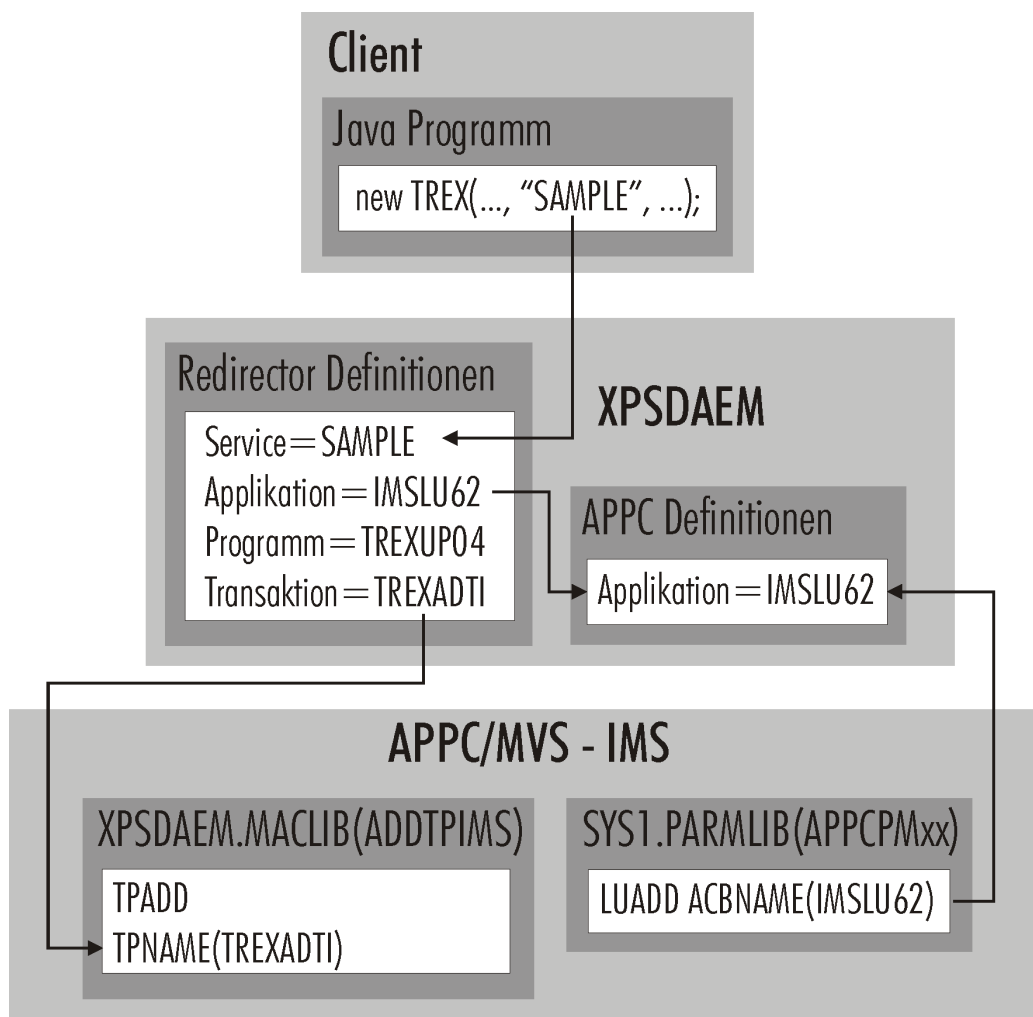 Client
Java Programm
new TREX(..., “SAMPLE”, ...);
Redirector Definitionen
XPSDAEM
Service=SAMPLE
Applikation=IMSLU62
Programm=TREXUP04
Transaktion=TREXADTI
APPC Definitionen
Applikation=IMSLU62
APPC/MVS - IMS
XPSDAEM.MACLIB(ADDTPIMS)
TPADD
TPNAME(TREXADTI)
SYS1.PARMLIB(APPCPMxx)
LUADD ACBNAME(IMSLU62)